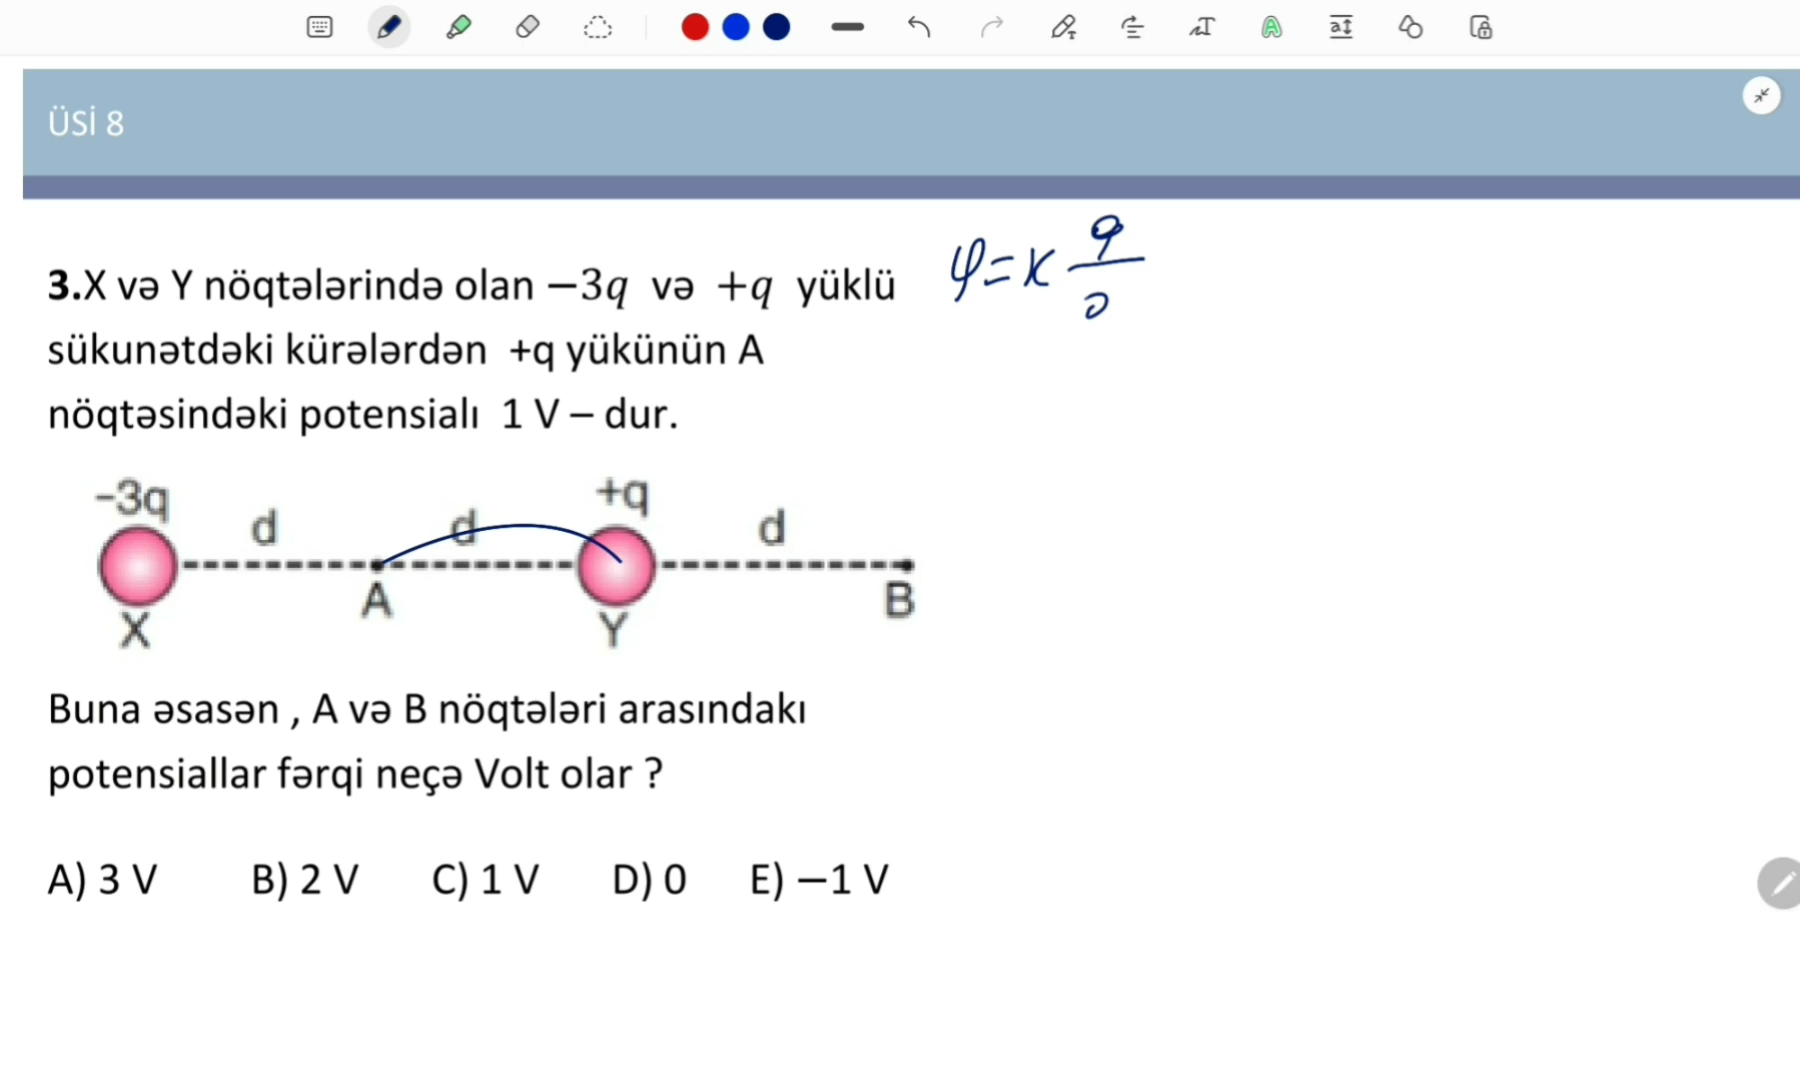 ÜSİ 8
3.X və Y nöqtələrində olan −3q və +q yüklü
sükunətdəki kürələrdən +q yükünün A
nöqtəsindəki potensialı 1 V – dur.
φ=k q/
-3q d d +q d
A B
X Y
Buna əsasən , A və B nöqtələri arasındakı
potensiallar fərqi neçə Volt olar ?
A) 3 V B) 2 V C) 1 V D) 0 E) −1 V